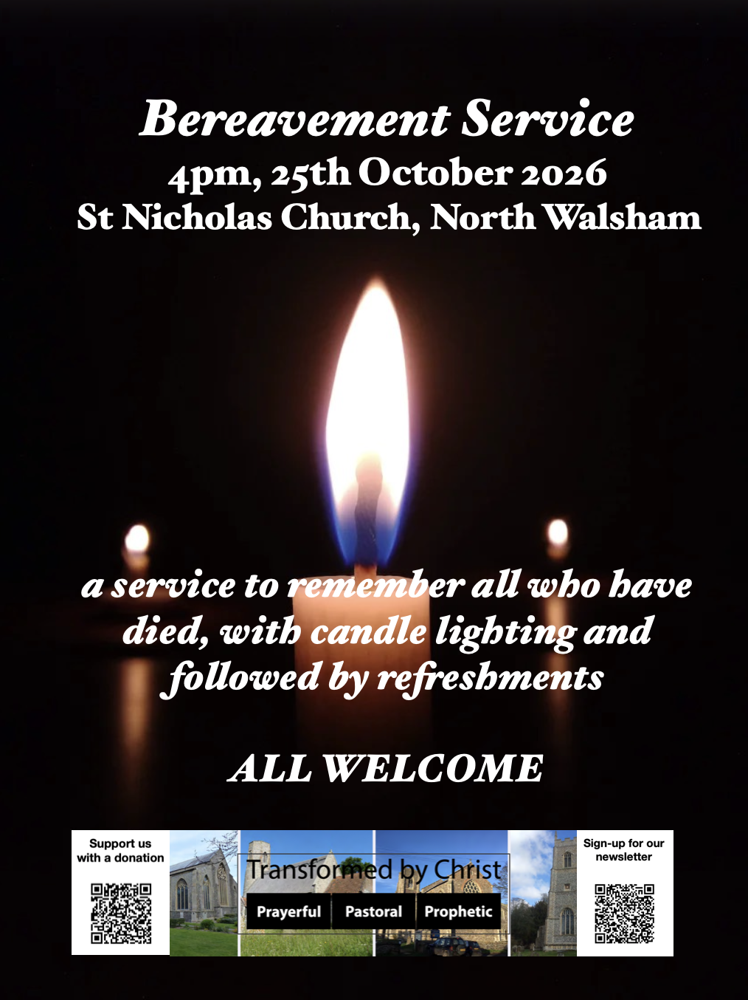 Bereavement Service
4pm, 25th October 2026
St Nicholas Church, North Walsham
a service to remember all who have
died, with candle lighting and
followed by refreshments
ALL WELCOME
Support us
with a donation
Transformed by Christ
Prayerful
Pastoral
Prophetic
Sign-up for our
newsletter